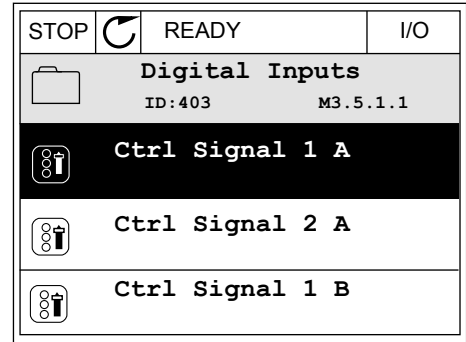 STOP READY I/O
Digital Inputs
ID:403 M3.5.1.1
Ctrl Signal 1 A
Ctrl Signal 2 A
Ctrl Signal 1 B